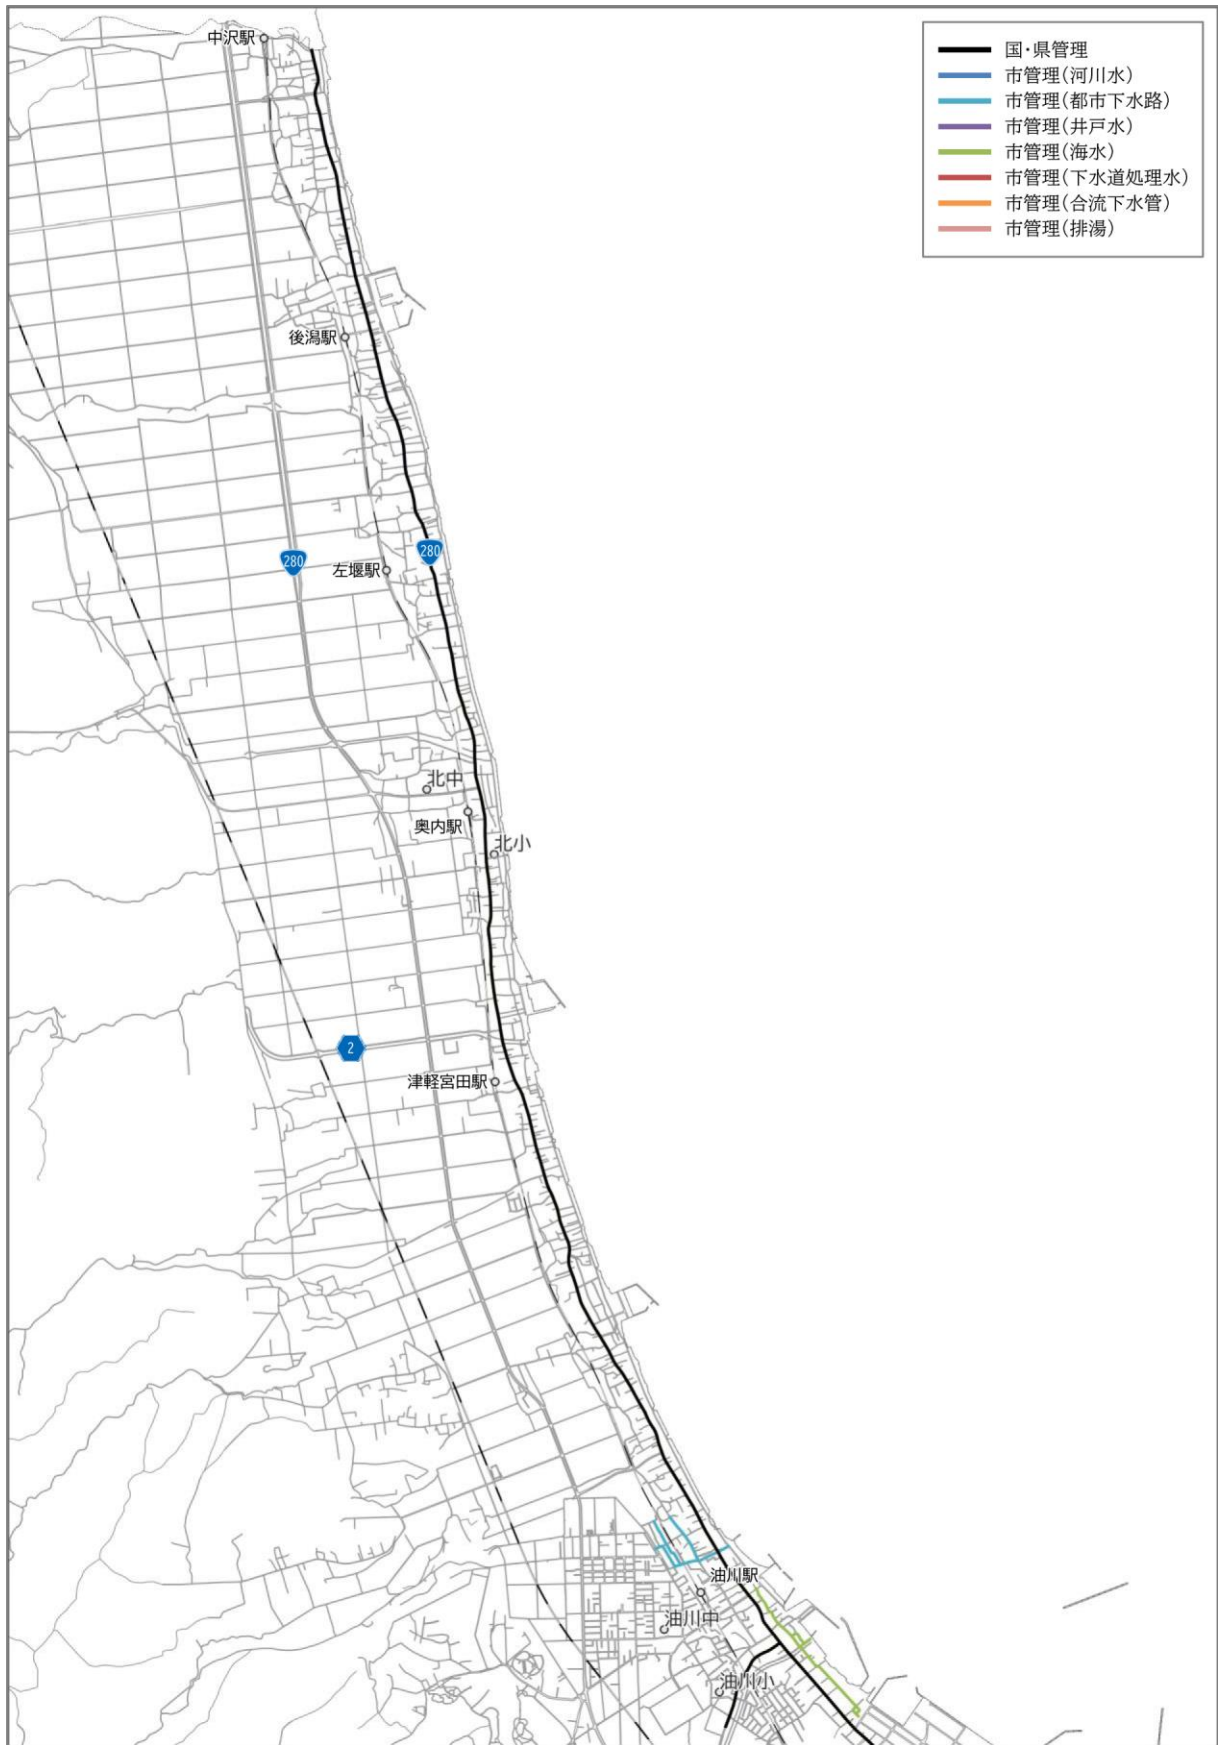 国・県管理
市管理(河川水)
市管理(都市下水路)
市管理(井戸水)
市管理(海水)
市管理(下水道処理水)
市管理(合流下水管)
市管理(排湯)
中沢駅
後潟駅
280
280
左堰駅
北中
奥内駅
北小
2
津軽宮田駅
油川駅
油川中
油川小